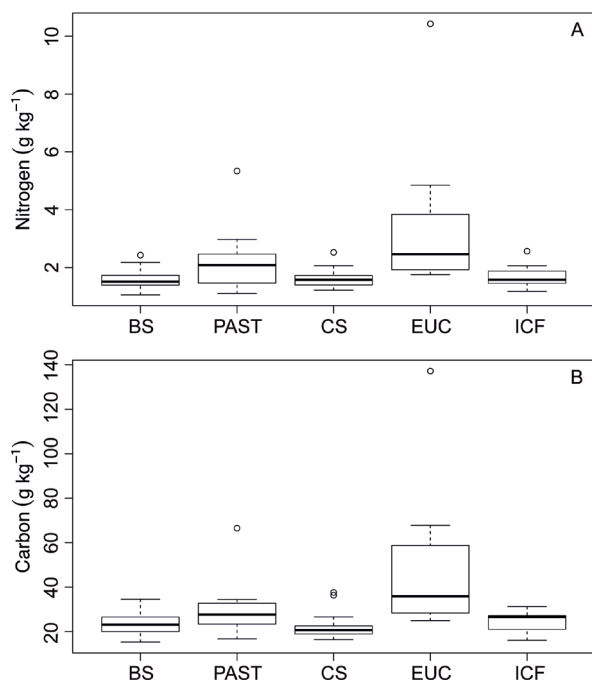 A
Nitrogen (g kg⁻¹)
10
8
6
4
2
BS PAST CS EUC ICF
B
Carbon (g kg⁻¹)
140
120
100
80
60
40
20
BS PAST CS EUC ICF